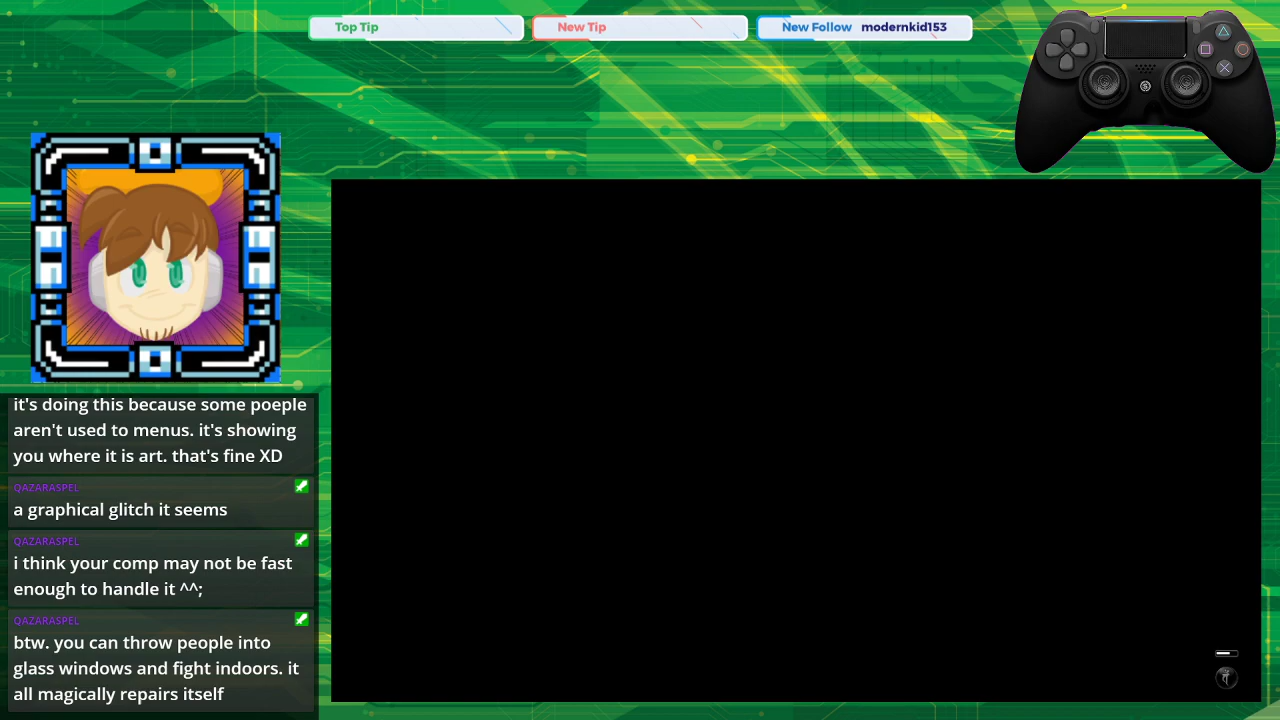 Top Tip
New Tip
New Follow modernkid153
it's doing this because some poeple
aren't used to menus. it's showing
you where it is art. that's fine XD
QAZARASPEL
a graphical glitch it seems
QAZARASPEL
i think your comp may not be fast
enough to handle it ^^;
QAZARASPEL
btw. you can throw people into
glass windows and fight indoors. it
all magically repairs itself